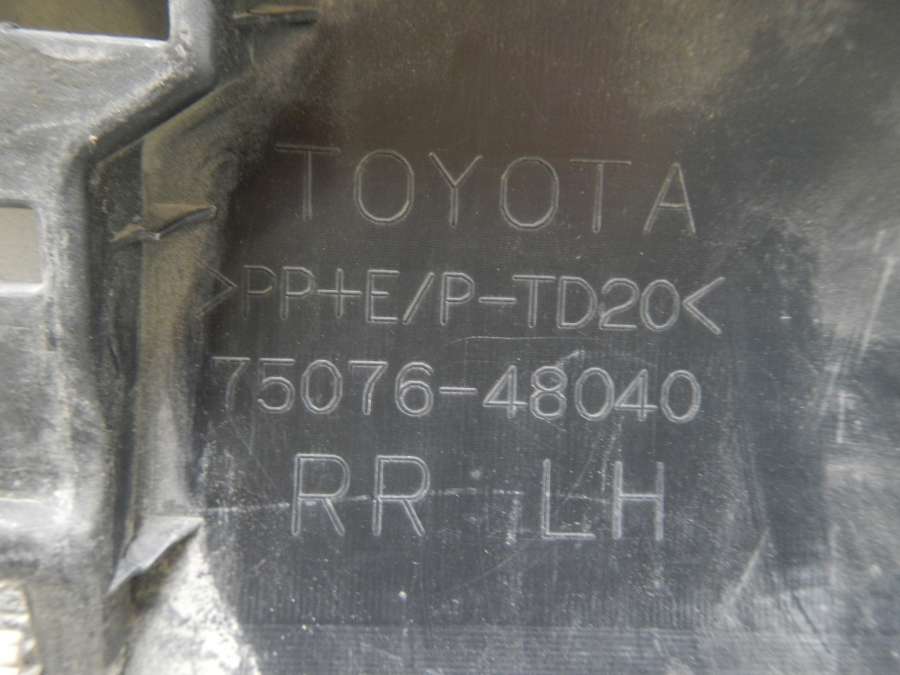 TOYOTA
>PP+E/P-TD20<
75076-48040
RR LH